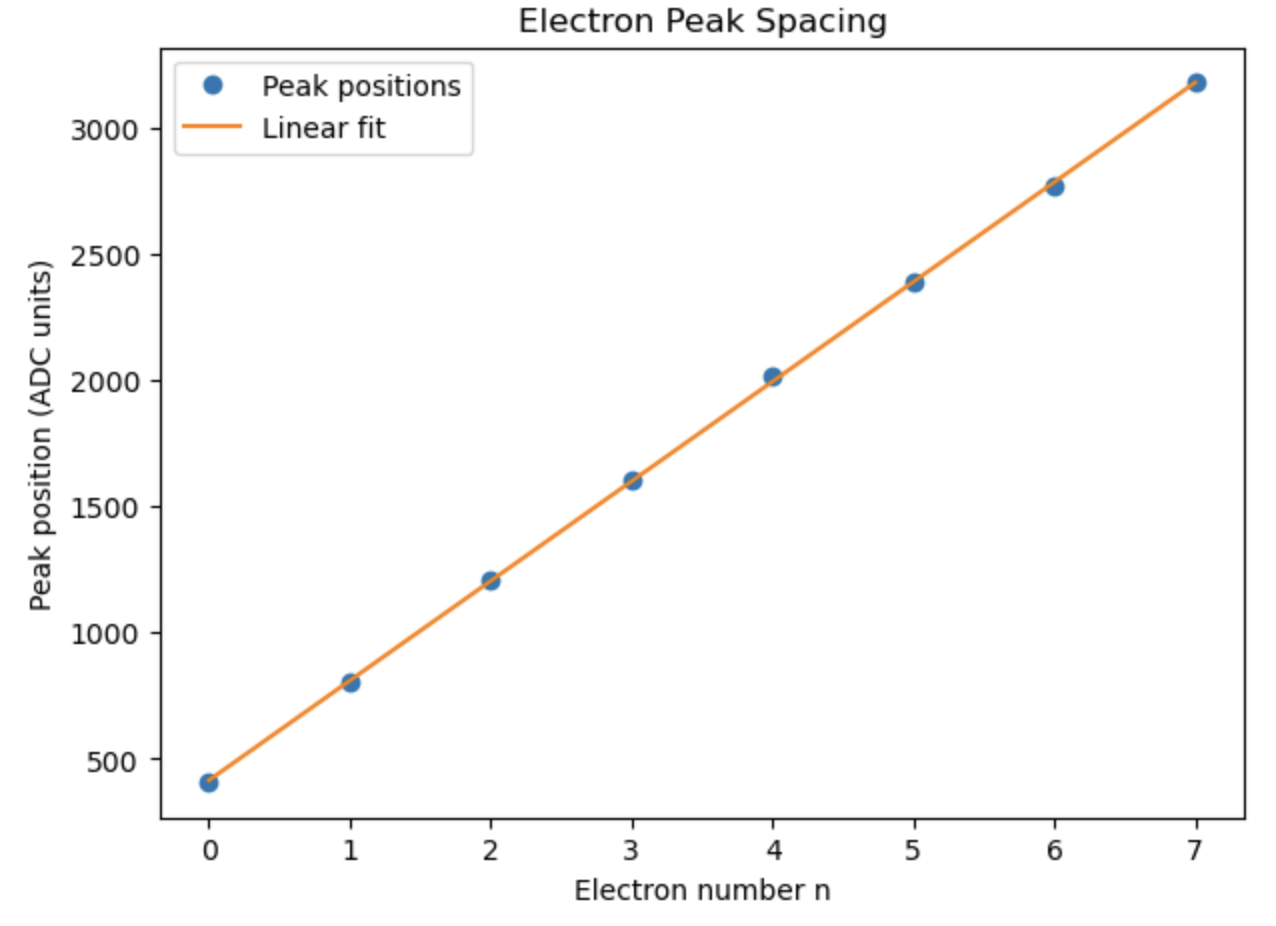 Electron Peak Spacing
Peak positions
Linear fit
3000
2500
2000
1500
1000
500
Peak position (ADC units)
0 1 2 3 4 5 6 7
Electron number n